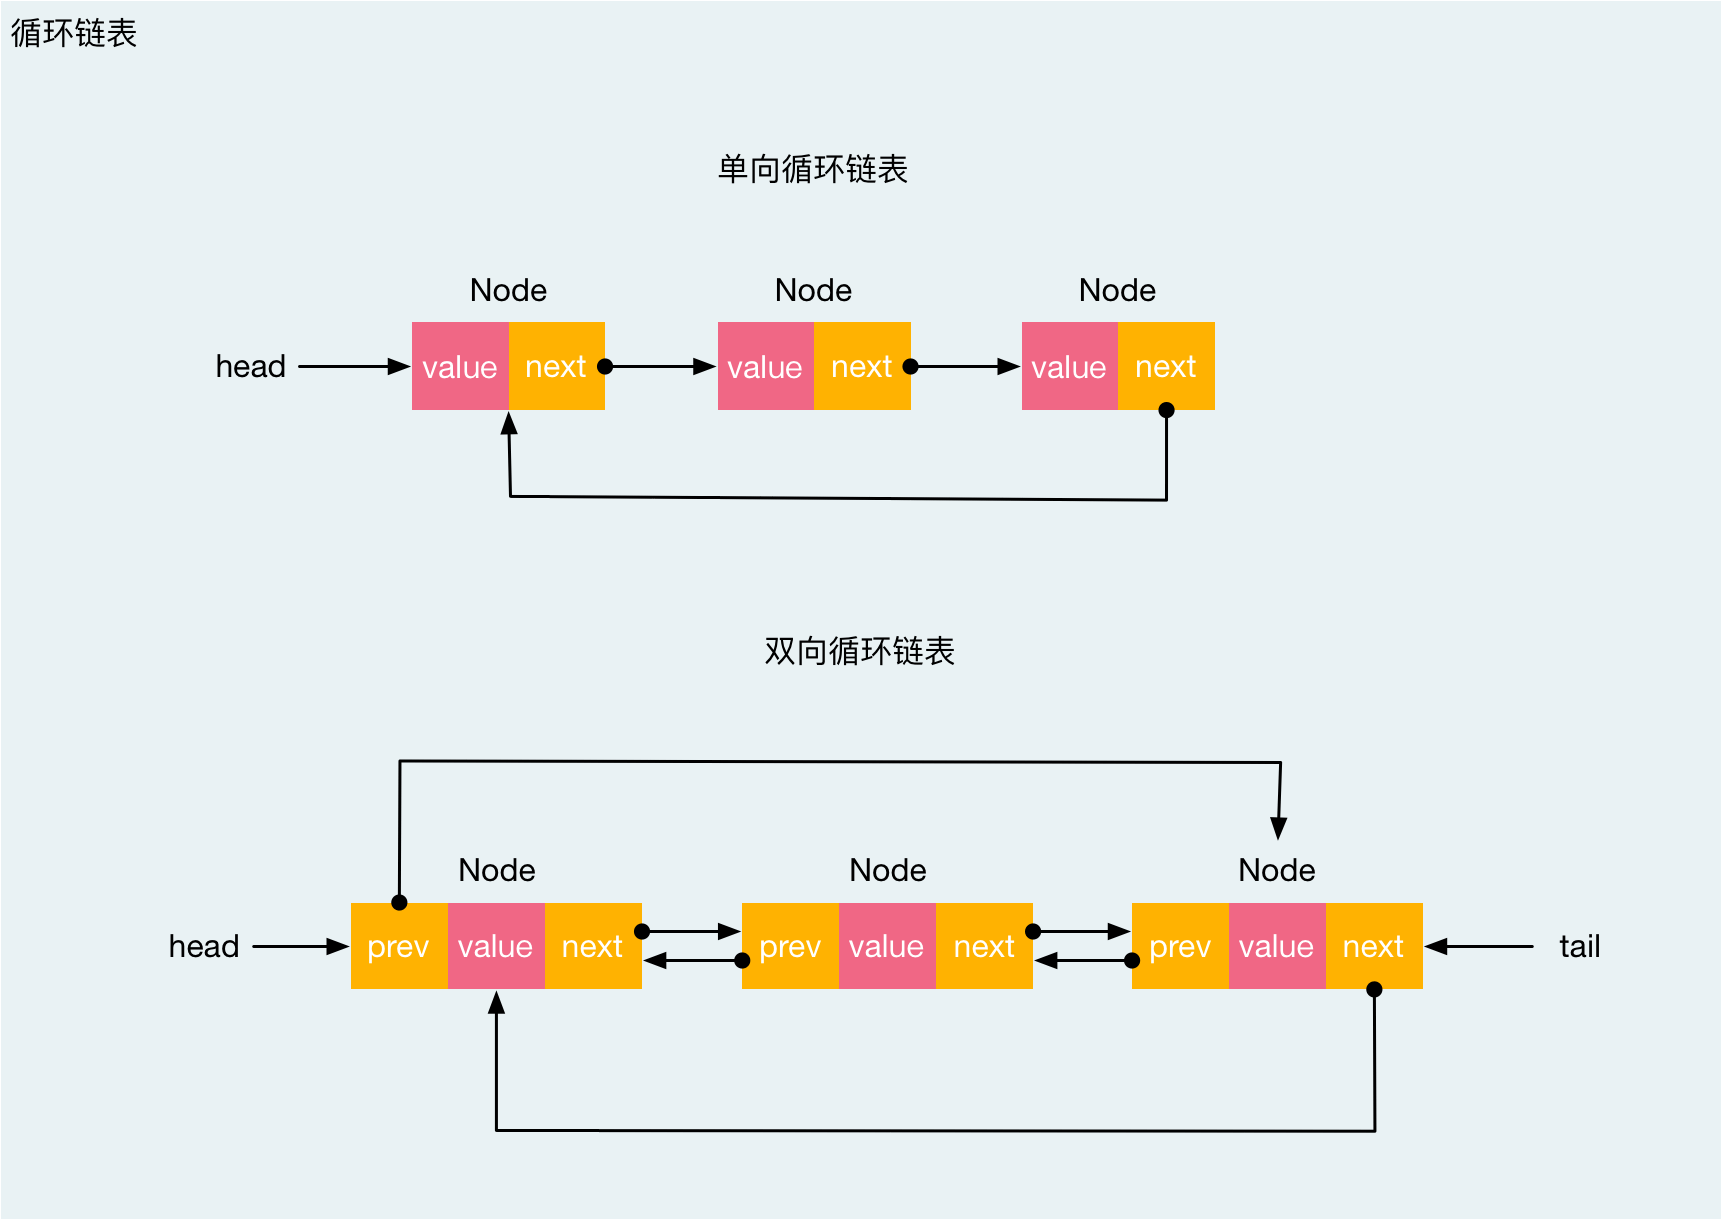 循环链表
单向循环链表
Node Node Node
head value next value next value next
双向循环链表
Node Node Node
head prev value next prev value next prev value next tail